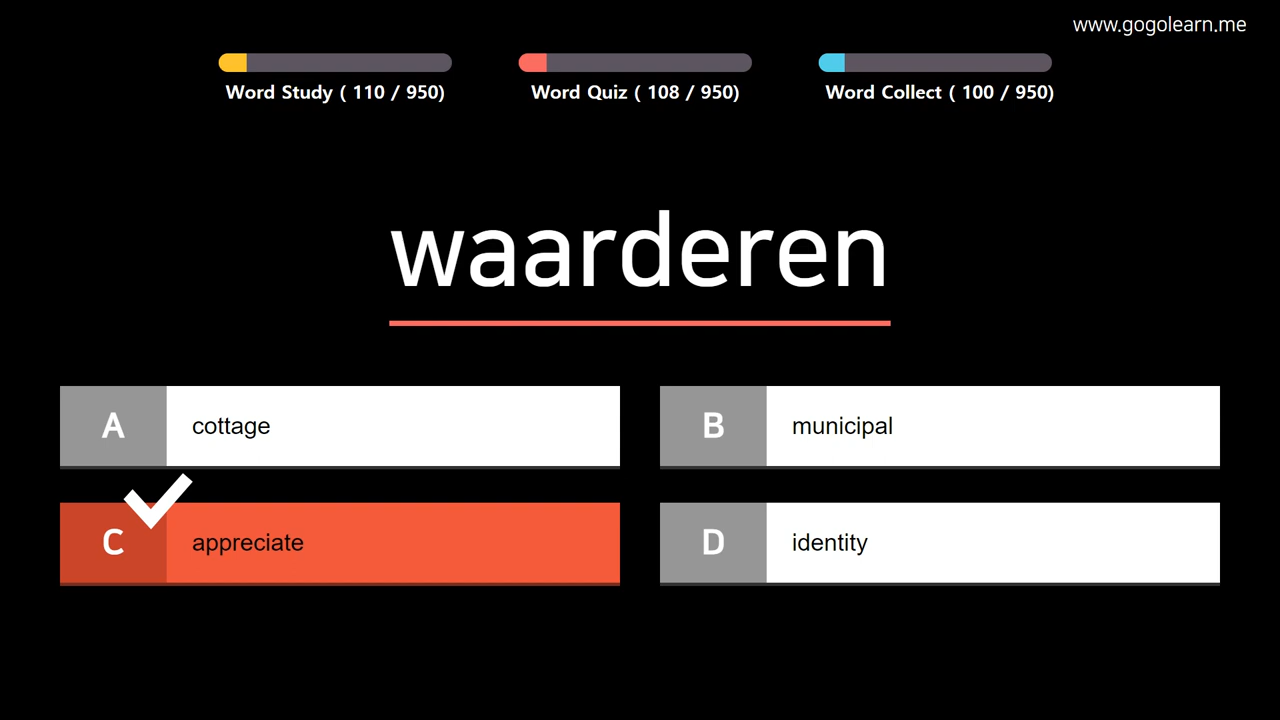 www.gogolearn.me
Word Study ( 110 / 950)
Word Quiz ( 108 / 950)
Word Collect ( 100 / 950)
waarderen
A cottage
B municipal
C appreciate
D identity